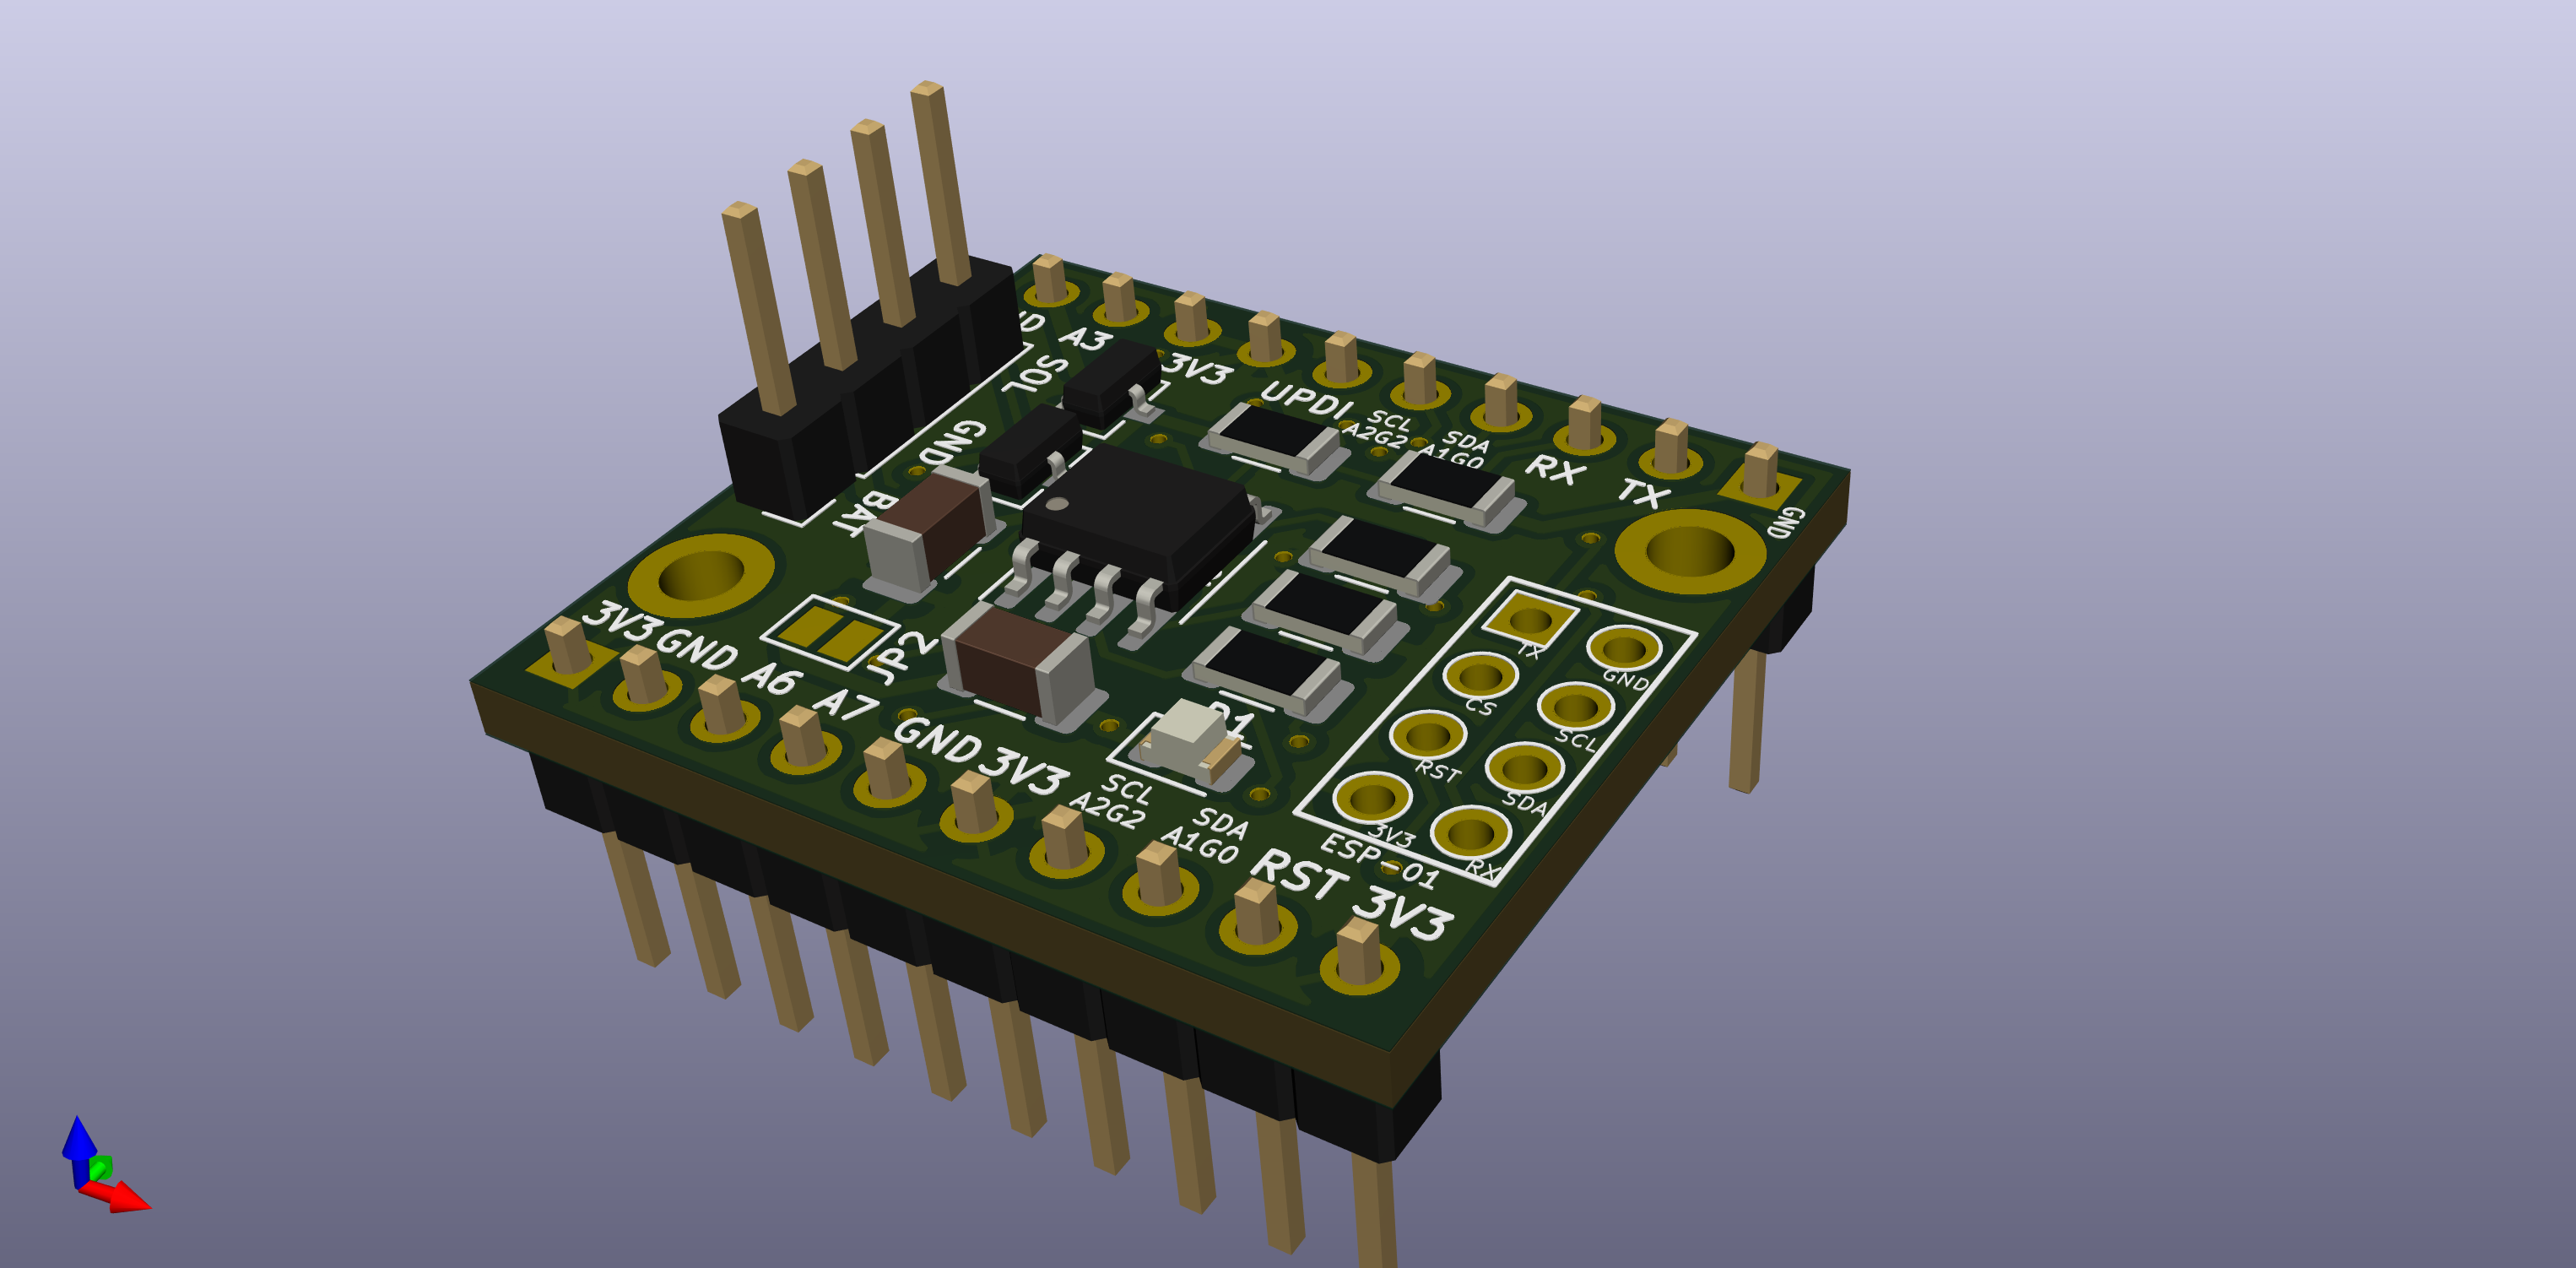 A3
3V3
SOL
UPDI
SCL
A2G2
SDA
A1G0
RX
TX
GND
GND
BAT
3V3
GND
A6
A7
GND
3V3
SCL
A2G2
SDA
A1G0
RST
3V3
JP2
TX
GND
CS
SCL
RST
SDA
3V3
RX
ESP-01